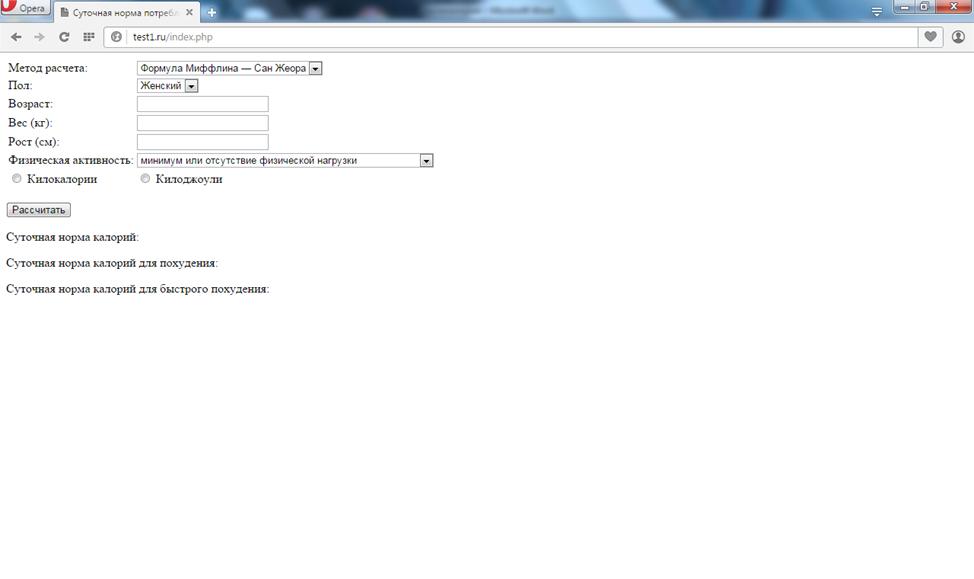 Opera
Суточная норма потребл
test1.ru/index.php
Метод расчета: Формула Миффлина — Сан Жеора
Пол: Женский
Возраст:
Вес (кг):
Рост (см):
Физическая активность: минимум или отсутствие физической нагрузки
Килокалории Килоджоули
Рассчитать
Суточная норма калорий:
Суточная норма калорий для похудения:
Суточная норма калорий для быстрого похудения: